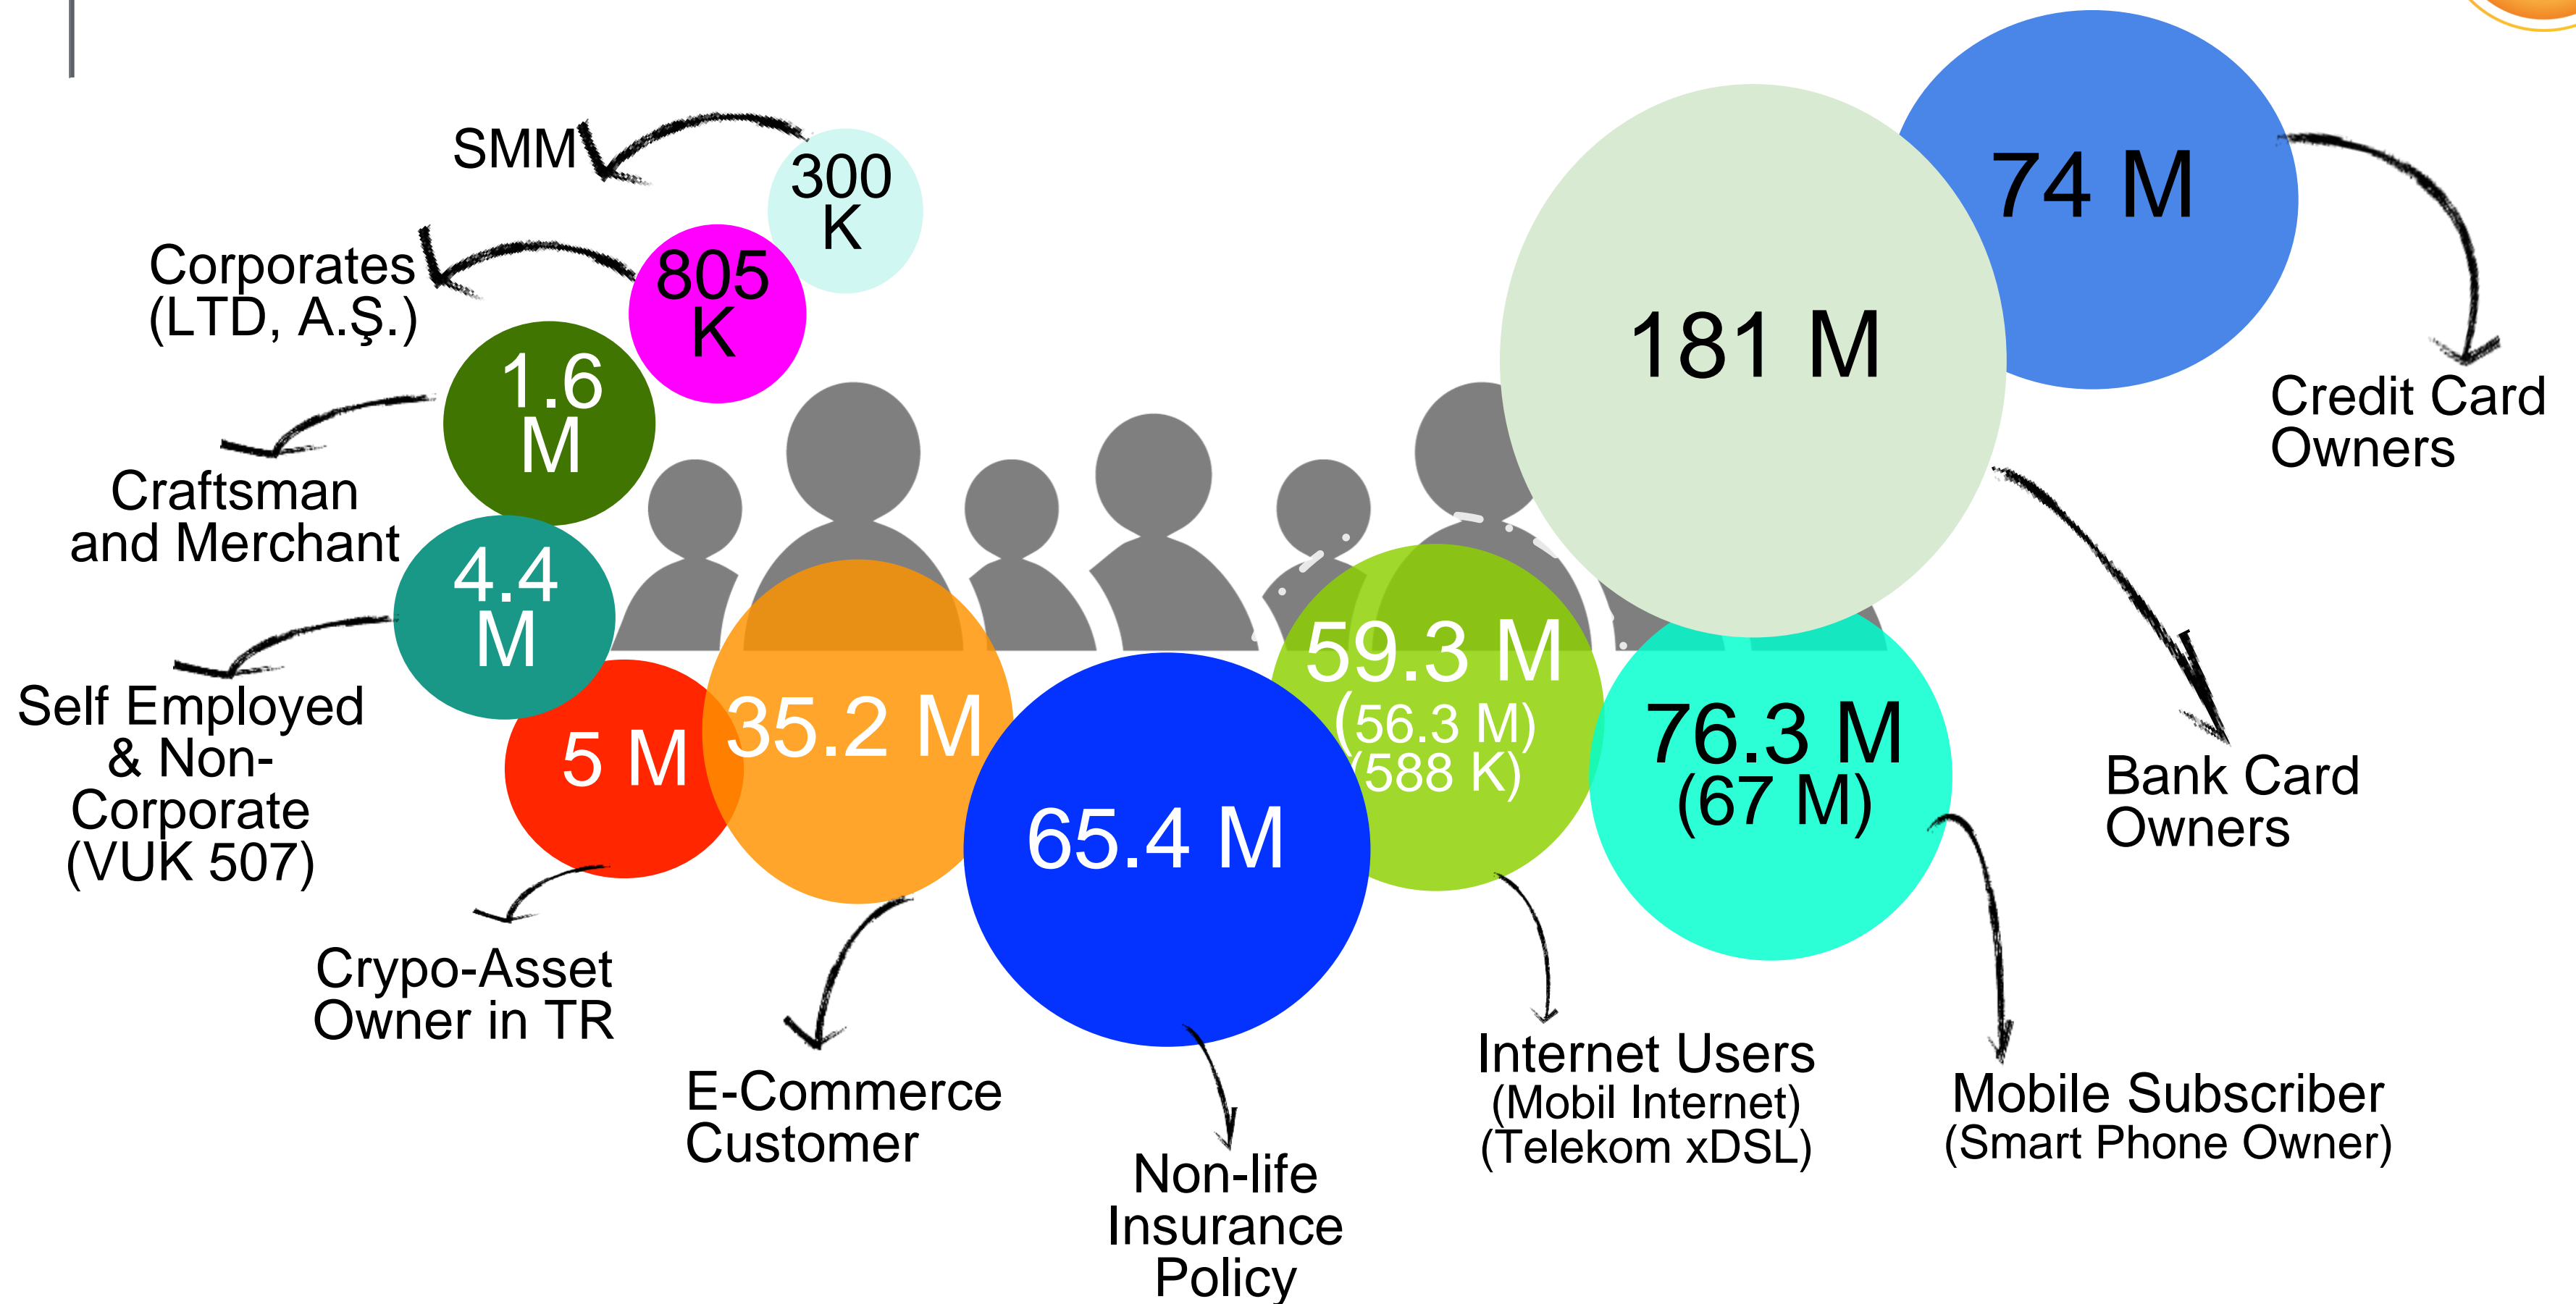 SMM
300
K
Corporates
(LTD, A.Ş.)
805
K
1.6
M
Craftsman
and Merchant
4.4
M
Self Employed
& Non-
Corporate
(VUK 507)
5 M
Crypo-Asset
Owner in TR
35.2 M
E-Commerce
Customer
65.4 M
Non-life
Insurance
Policy
59.3 M
(56.3 M)
(588 K)
Internet Users
(Mobil Internet)
(Telekom xDSL)
76.3 M
(67 M)
Mobile Subscriber
(Smart Phone Owner)
181 M
Bank Card
Owners
74 M
Credit Card
Owners